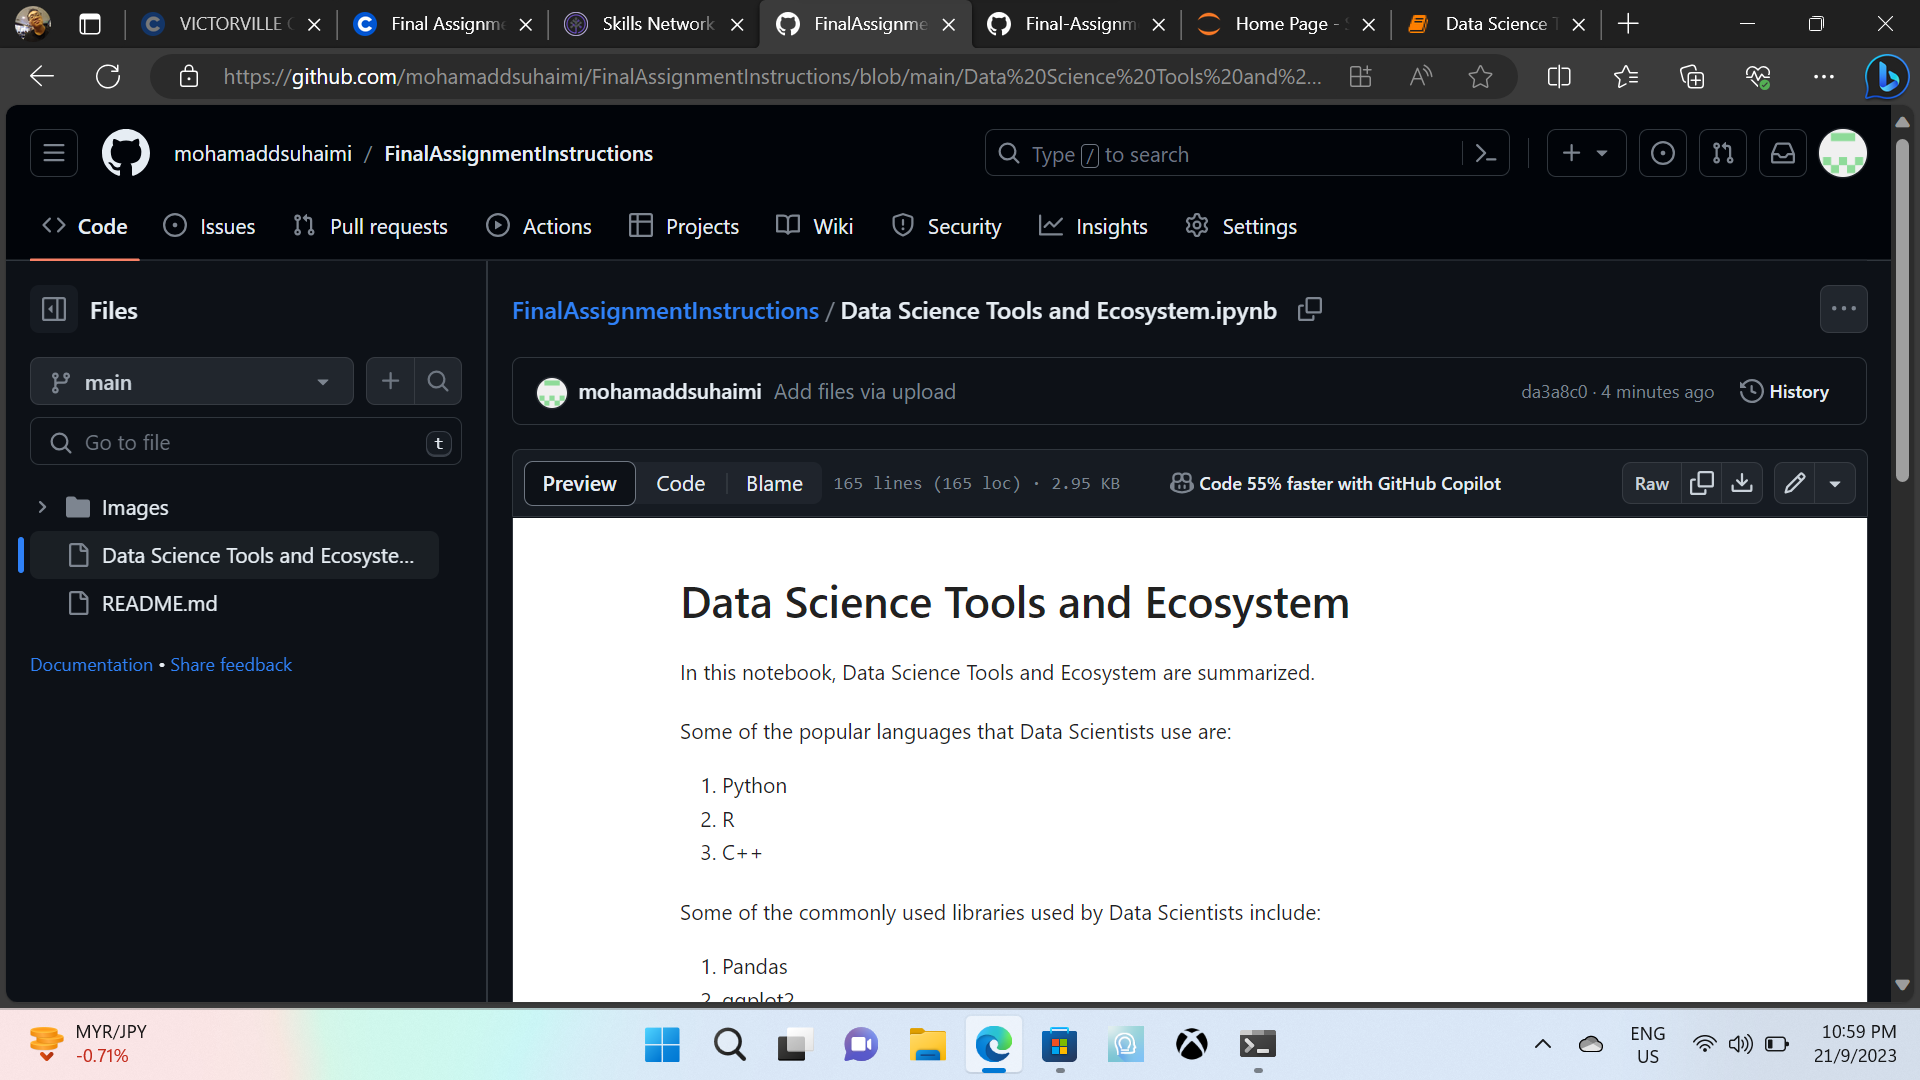 VICTORVILLE
Final Assignme
Skills Network
FinalAssignme
Final-Assignm
Home Page -
Data Science
https://github.com/mohamaddsuhaimi/FinalAssignmentInstructions/blob/main/Data%20Science%20Tools%20and%2...
mohamaddsuhaimi / FinalAssignmentInstructions
Type / to search
Code
Issues
Pull requests
Actions
Projects
Wiki
Security
Insights
Settings
Files
main
Go to file
t
Images
Data Science Tools and Ecosyste...
README.md
Documentation • Share feedback
FinalAssignmentInstructions / Data Science Tools and Ecosystem.ipynb
mohamaddsuhaimi Add files via upload
da3a8c0 · 4 minutes ago
History
Preview
Code
Blame
165 lines (165 loc) · 2.95 KB
Code 55% faster with GitHub Copilot
Raw
Data Science Tools and Ecosystem
In this notebook, Data Science Tools and Ecosystem are summarized.
Some of the popular languages that Data Scientists use are:
1. Python
2. R
3. C++
Some of the commonly used libraries used by Data Scientists include:
1. Pandas
2. ggplot2
MYR/JPY
-0.71%
ENG
US
10:59 PM
21/9/2023